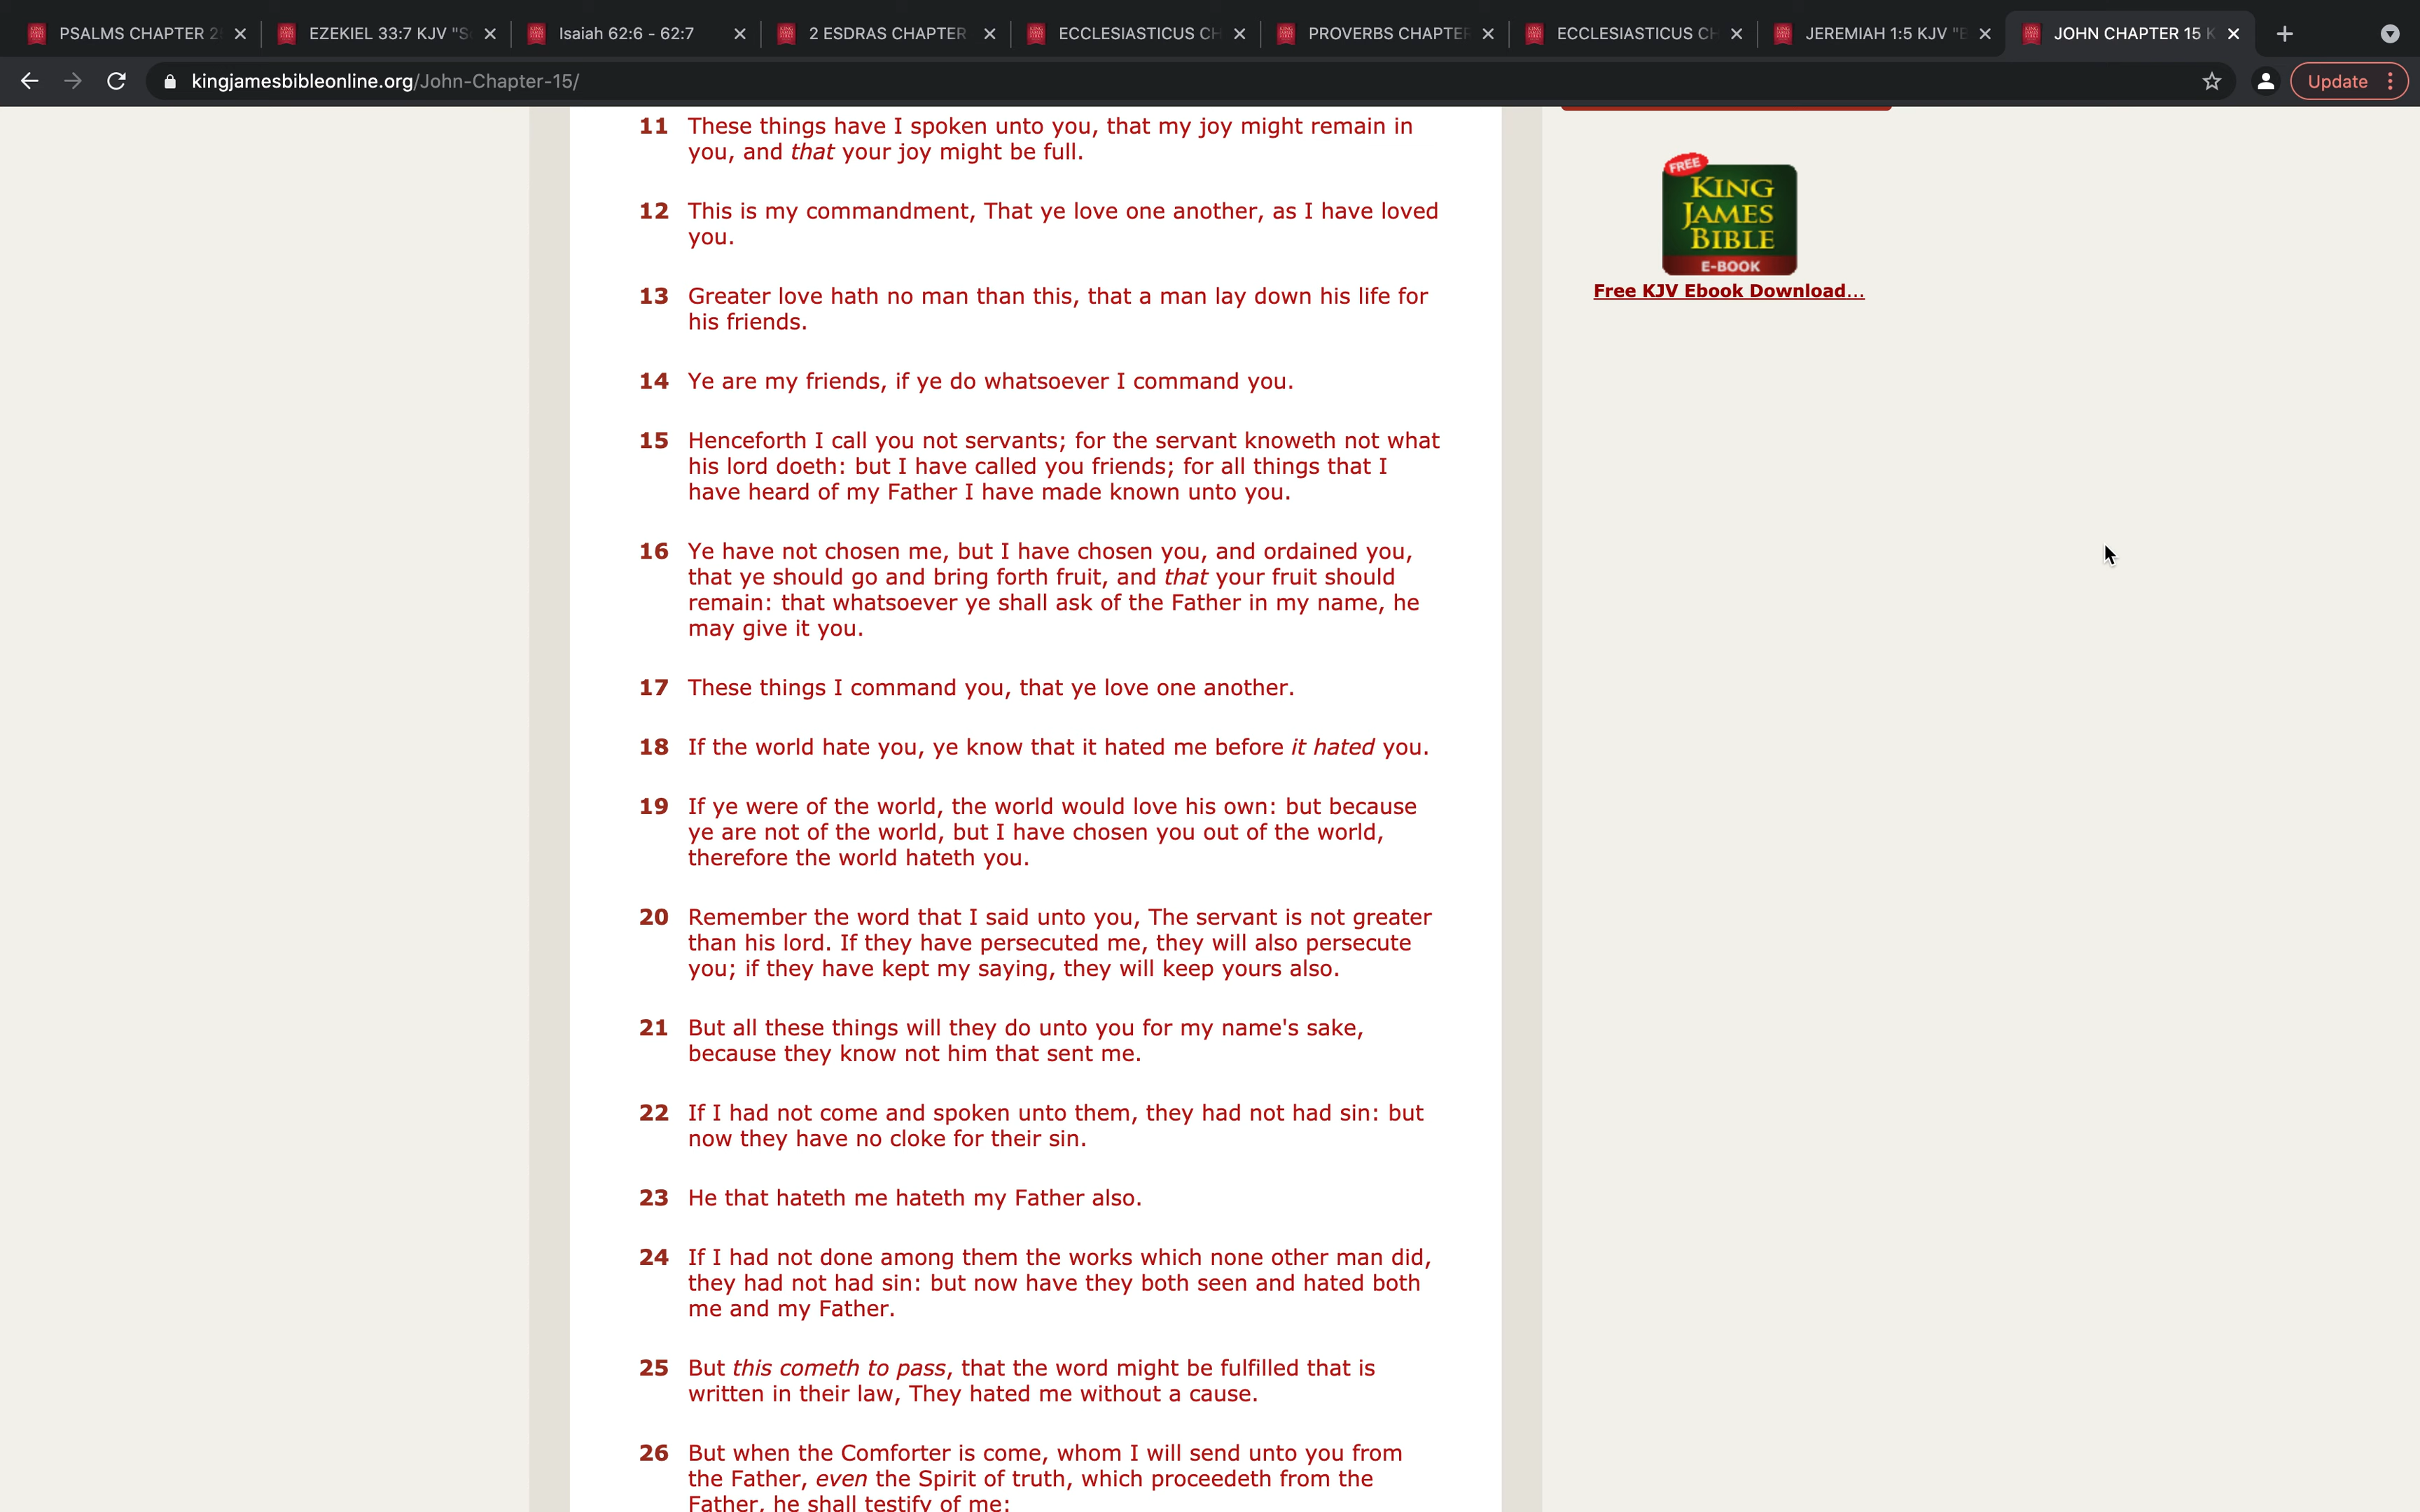 PSALMS CHAPTER 2
EZEKIEL 33:7 KJV "S
Isaiah 62:6 - 62:7
2 ESDRAS CHAPTER
ECCLESIASTICUS CH
PROVERBS CHAPTER
ECCLESIASTICUS CH
JEREMIAH 1:5 KJV "B
JOHN CHAPTER 15 K
kingjamesbibleonline.org/John-Chapter-15/
Update
11 These things have I spoken unto you, that my joy might remain in
you, and that your joy might be full.
12 This is my commandment, That ye love one another, as I have loved
you.
13 Greater love hath no man than this, that a man lay down his life for
his friends.
14 Ye are my friends, if ye do whatsoever I command you.
15 Henceforth I call you not servants; for the servant knoweth not what
his lord doeth: but I have called you friends; for all things that I
have heard of my Father I have made known unto you.
16 Ye have not chosen me, but I have chosen you, and ordained you,
that ye should go and bring forth fruit, and that your fruit should
remain: that whatsoever ye shall ask of the Father in my name, he
may give it you.
17 These things I command you, that ye love one another.
18 If the world hate you, ye know that it hated me before it hated you.
19 If ye were of the world, the world would love his own: but because
ye are not of the world, but I have chosen you out of the world,
therefore the world hateth you.
20 Remember the word that I said unto you, The servant is not greater
than his lord. If they have persecuted me, they will also persecute
you; if they have kept my saying, they will keep yours also.
21 But all these things will they do unto you for my name's sake,
because they know not him that sent me.
22 If I had not come and spoken unto them, they had not had sin: but
now they have no cloke for their sin.
23 He that hateth me hateth my Father also.
24 If I had not done among them the works which none other man did,
they had not had sin: but now have they both seen and hated both
me and my Father.
25 But this cometh to pass, that the word might be fulfilled that is
written in their law, They hated me without a cause.
26 But when the Comforter is come, whom I will send unto you from
the Father, even the Spirit of truth, which proceedeth from the
Father, he shall testify of me:
FREE
KING
JAMES
BIBLE
E-BOOK
Free KJV Ebook Download...